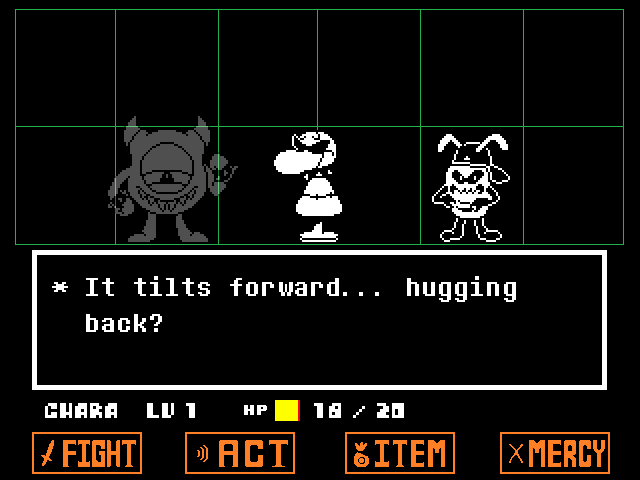 * It tilts forward... hugging
back?
CHARA LV 1 HP 18 / 20
FIGHT ACT ITEM MERCY